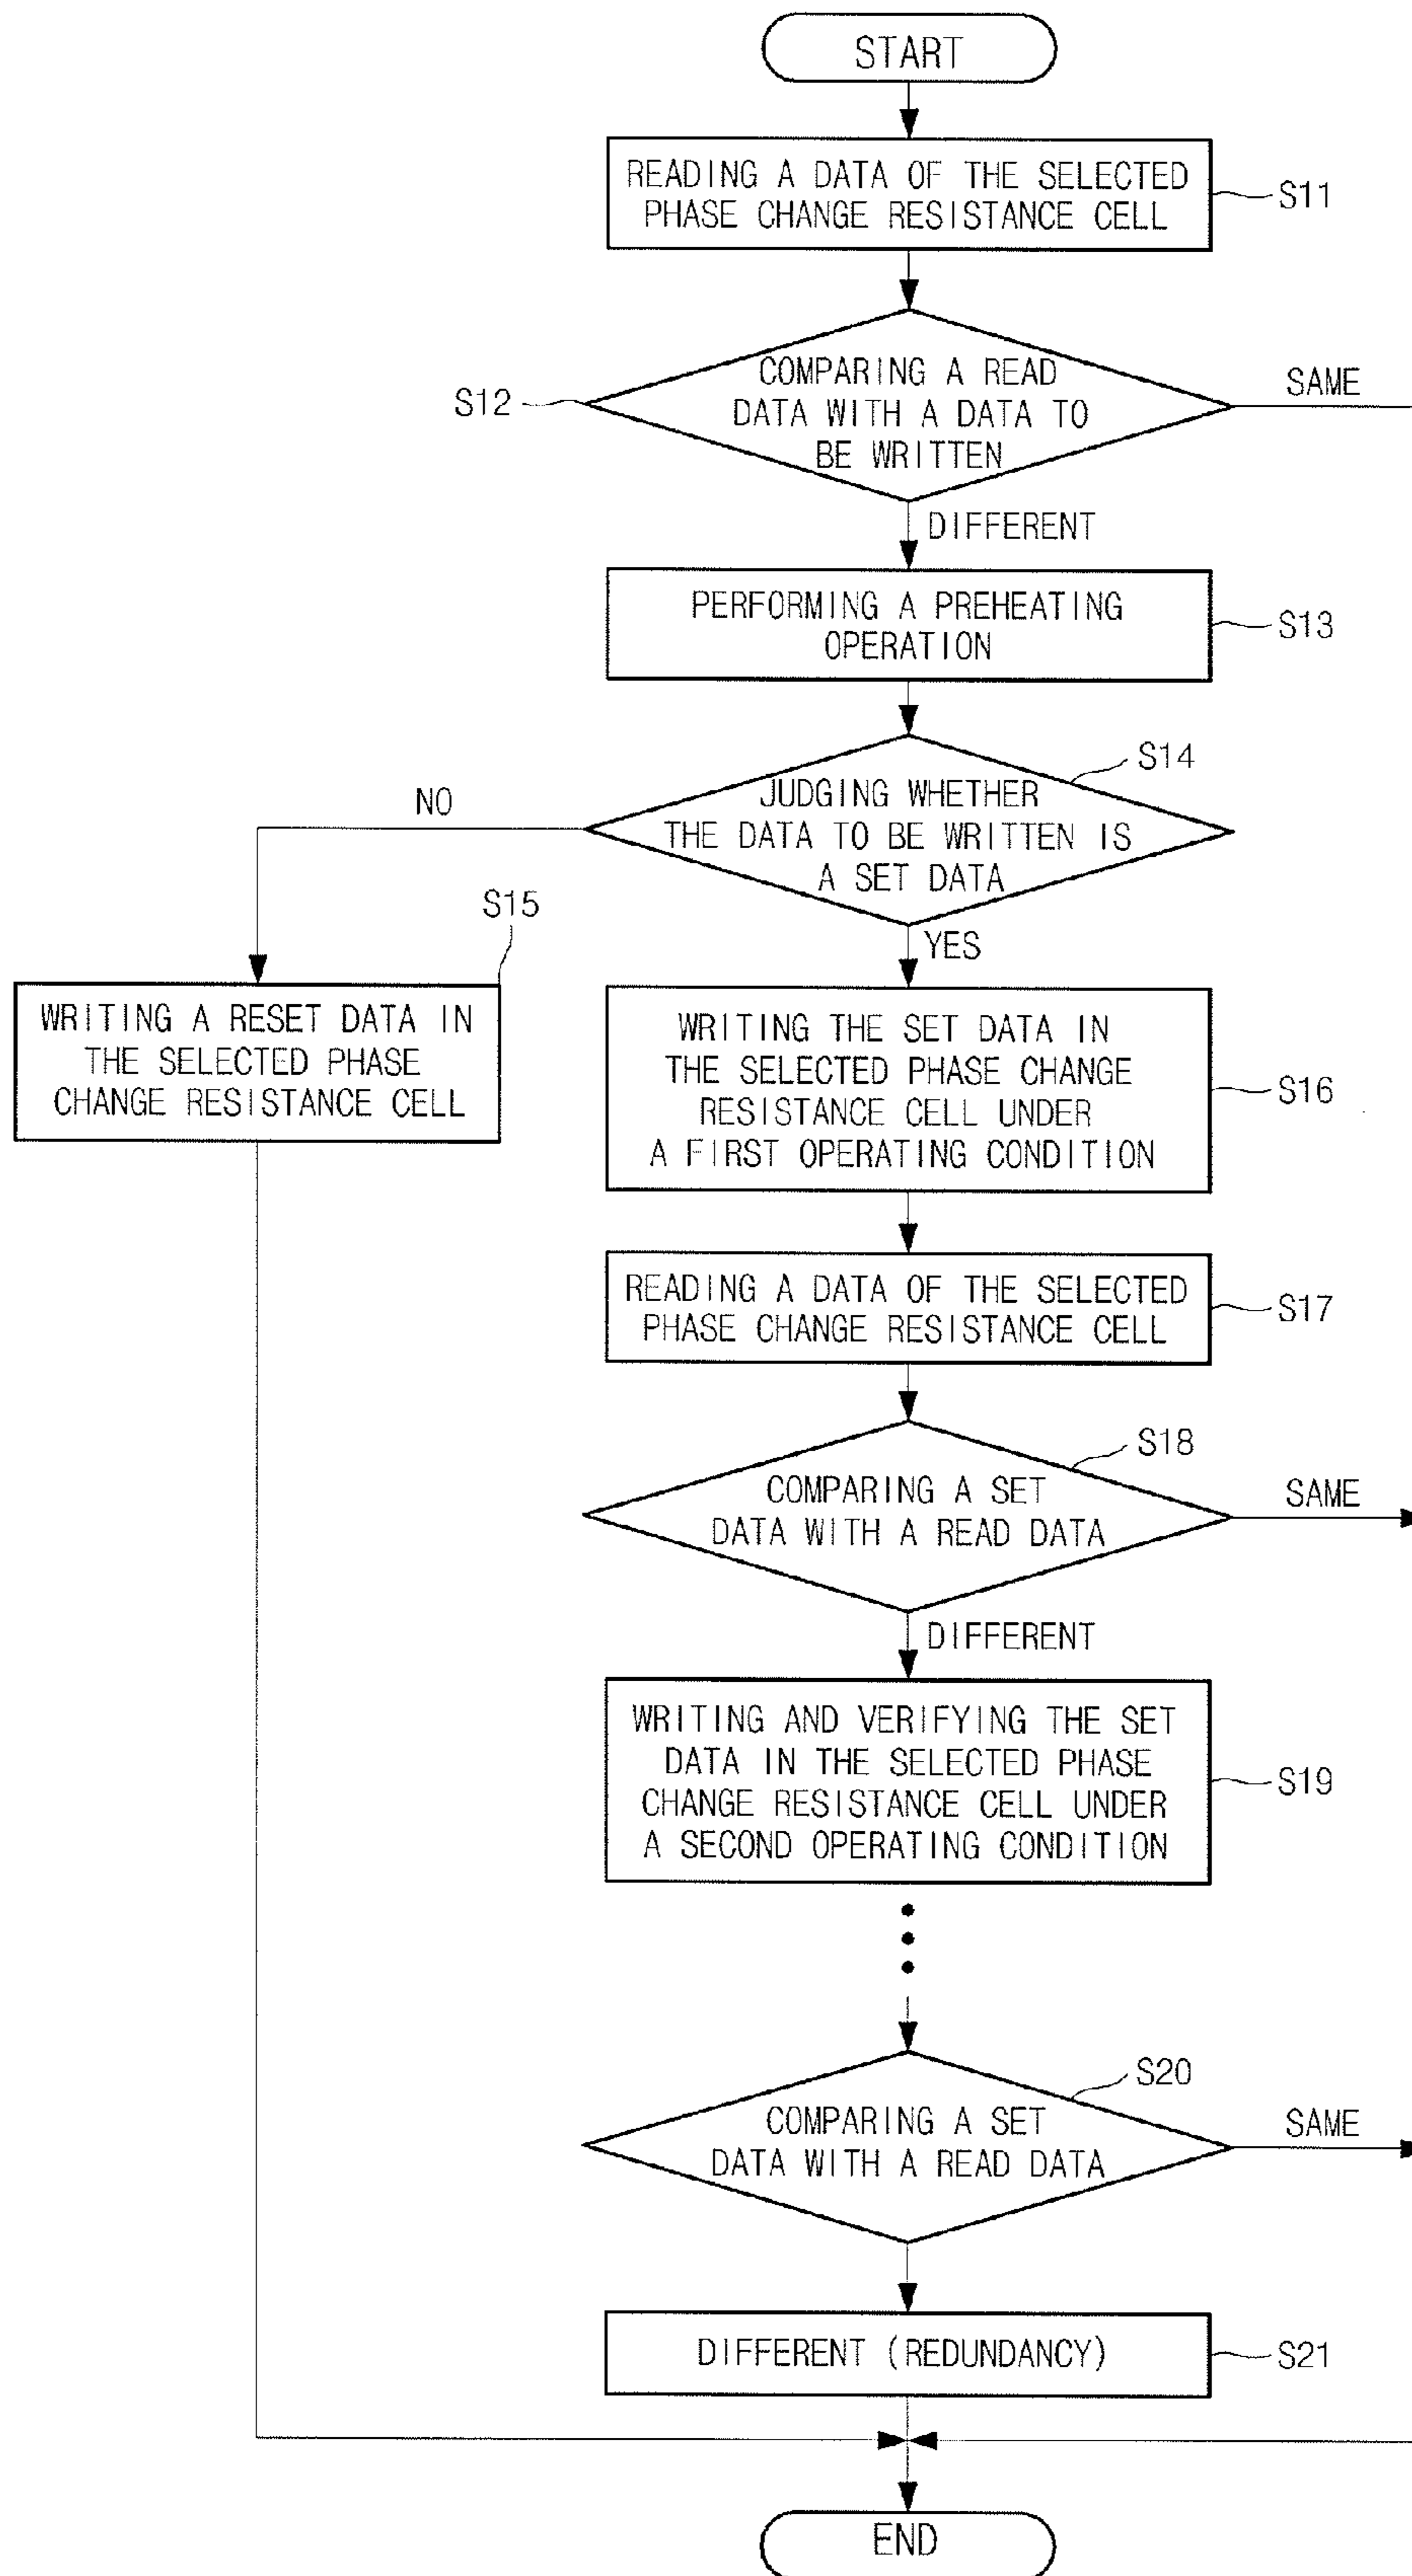 START
READING A DATA OF THE SELECTED
PHASE CHANGE RESISTANCE CELL
S11
COMPARING A READ
DATA WITH A DATA TO
BE WRITTEN
S12
SAME
DIFFERENT
PERFORMING A PREHEATING
OPERATION
S13
S14
JUDGING WHETHER
THE DATA TO BE WRITTEN IS
A SET DATA
NO
YES
S15
WRITING A RESET DATA IN
THE SELECTED PHASE
CHANGE RESISTANCE CELL
WRITING THE SET DATA IN
THE SELECTED PHASE CHANGE
RESISTANCE CELL UNDER
A FIRST OPERATING CONDITION
S16
READING A DATA OF THE SELECTED
PHASE CHANGE RESISTANCE CELL
S17
S18
COMPARING A SET
DATA WITH A READ DATA
SAME
DIFFERENT
WRITING AND VERIFYING THE SET
DATA IN THE SELECTED PHASE
CHANGE RESISTANCE CELL UNDER
A SECOND OPERATING CONDITION
S19
S20
COMPARING A SET
DATA WITH A READ DATA
SAME
DIFFERENT (REDUNDANCY)
S21
END